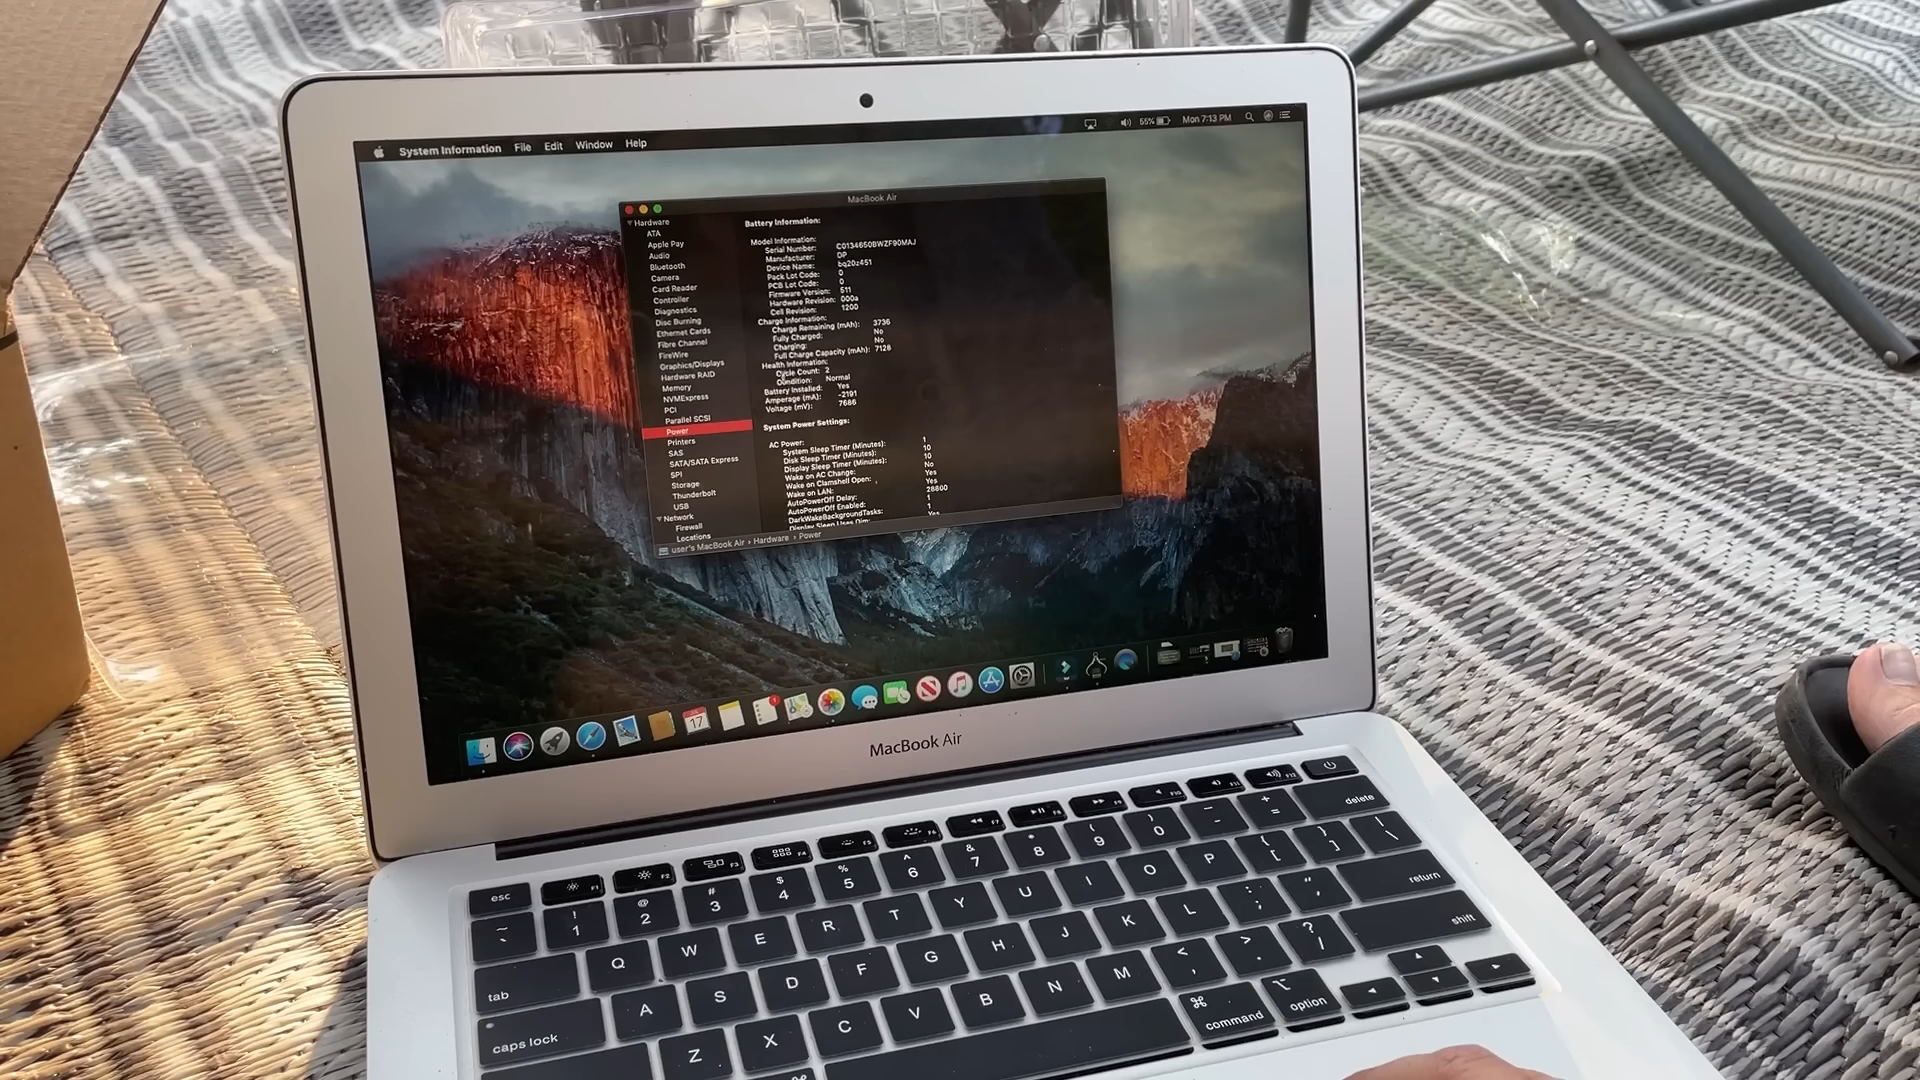 System Information File Edit Window Help
55% Mon 7:13 PM
MacBook Air
Hardware
ATA
Apple Pay
Audio
Bluetooth
Camera
Card Reader
Controller
Diagnostics
Disc Burning
Ethernet Cards
Fibre Channel
FireWire
Graphics/Displays
Hardware RAID
Memory
NVMExpress
PCI
Parallel SCSI
Power
Printers
SAS
SATA/SATA Express
SPI
Storage
Thunderbolt
USB
Network
Firewall
Locations
Battery Information:
Model Information:
Serial Number: C0134650BWZF90MAJ
Manufacturer: DP
Device Name: bq20z451
Pack Lot Code: 0
PCB Lot Code: 0
Firmware Version: 511
Hardware Revision: 000a
Cell Revision: 1200
Charge Information:
Charge Remaining (mAh): 3736
Fully Charged: No
Charging: No
Full Charge Capacity (mAh): 7128
Health Information:
Cycle Count: 2
Condition: Normal
Battery Installed: Yes
Amperage (mA): -2191
Voltage (mV): 7686
System Power Settings:
AC Power:
System Sleep Timer (Minutes): 1
Disk Sleep Timer (Minutes): 10
Display Sleep Timer (Minutes): 10
Wake on AC Change: No
Wake on Clamshell Open: Yes
Wake on LAN: Yes
AutoPowerOff Delay: 28800
AutoPowerOff Enabled: 1
DarkWakeBackgroundTasks: 1
Display Sleep Uses Dim: Yes
user's MacBook Air › Hardware › Power
17
MacBook Air
esc F1 F2 F3 F4 F5 F6 F7 F8 F9 F10 F11 F12
~ ` ! 1 @ 2 # 3 $ 4 % 5 ^ 6 & 7 * 8 ( 9 ) 0 – - + = delete
tab Q W E R T Y U I O P { [ } ] | \
caps lock A S D F G H J K L : ; " ' return
Z X C V B N M < , > . ? / shift
⌘ ⌘ command ⌥ option